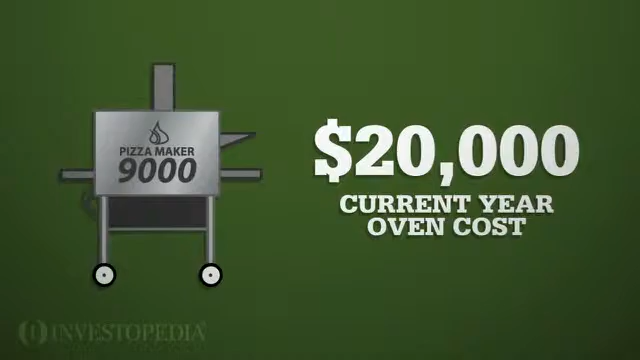 PIZZA MAKER
9000
$20,000
CURRENT YEAR
OVEN COST
INVESTOPEDIA